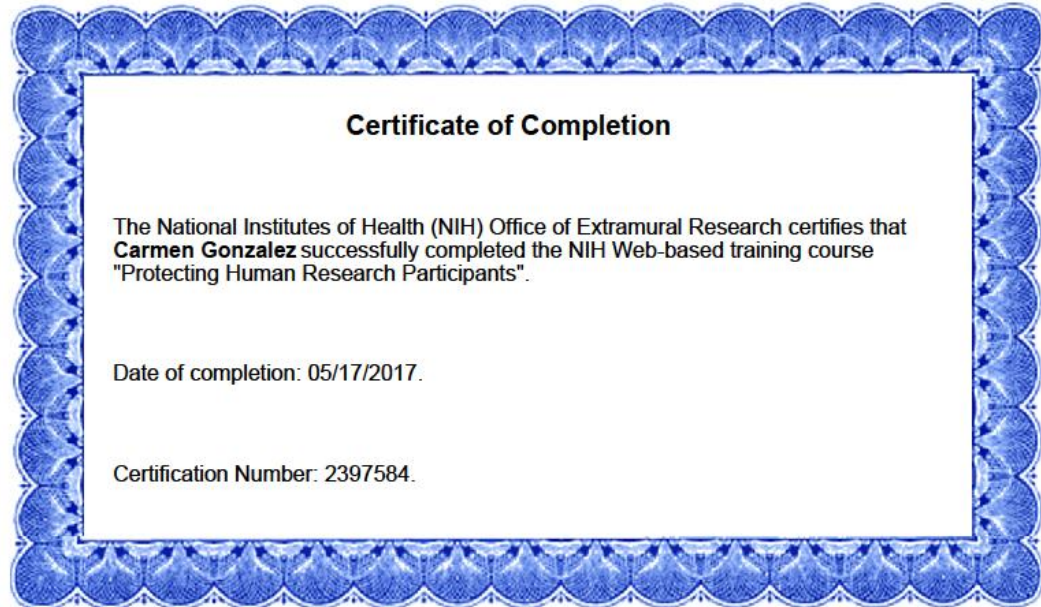 Certificate of Completion
The National Institutes of Health (NIH) Office of Extramural Research certifies that
Carmen Gonzalez successfully completed the NIH Web-based training course
"Protecting Human Research Participants".
Date of completion: 05/17/2017.
Certification Number: 2397584.